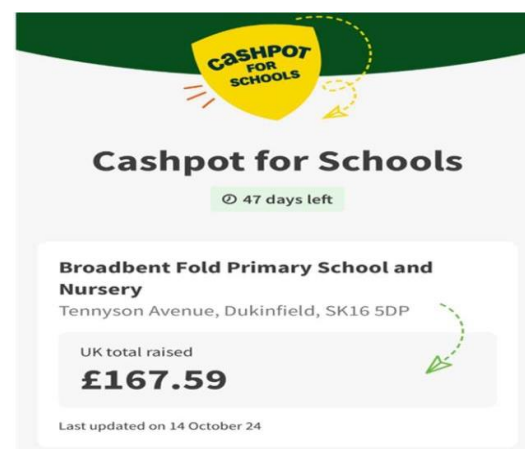 CASHPOT
FOR
SCHOOLS
Cashpot for Schools
47 days left
Broadbent Fold Primary School and
Nursery
Tennyson Avenue, Dukinfield, SK16 5DP
UK total raised
£167.59
Last updated on 14 October 24